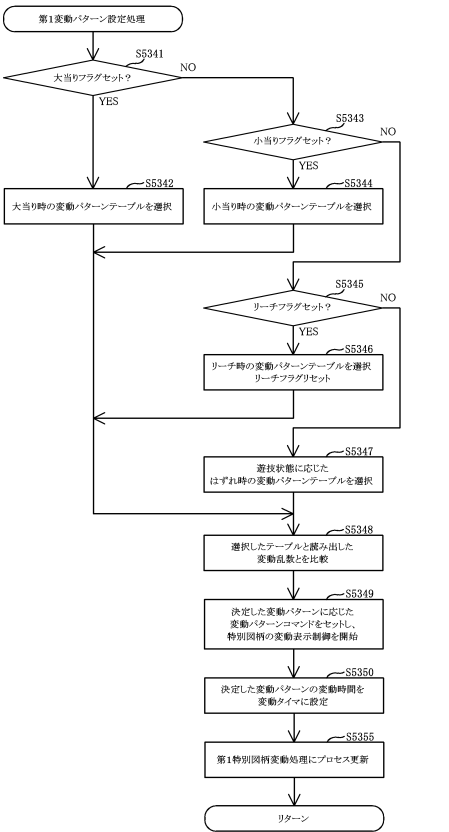 第1変動パターン設定処理
S5341
大当りフラグセット?
NO
YES
S5343
小当りフラグセット?
NO
YES
S5342
大当り時の変動パターンテーブルを選択
S5344
小当り時の変動パターンテーブルを選択
S5345
リーチフラグセット?
NO
YES
S5346
リーチ時の変動パターンテーブルを選択
リーチフラグリセット
S5347
遊技状態に応じた
はずれ時の変動パターンテーブルを選択
S5348
選択したテーブルと読み出した
変動乱数とを比較
S5349
決定した変動パターンに応じた
変動パターンコマンドをセットし、
特別図柄の変動表示制御を開始
S5350
決定した変動パターンの変動時間を
変動タイマに設定
S5355
第1特別図柄変動処理にプロセス更新
リターン